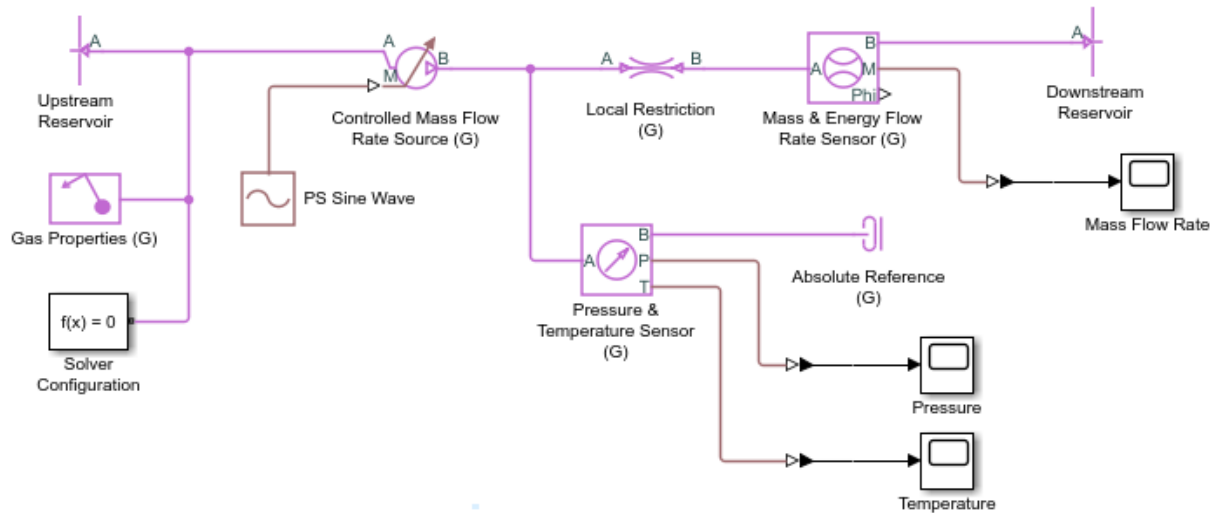 A
Upstream
Reservoir
A
M
B
Controlled Mass Flow
Rate Source (G)
A
B
Local Restriction
(G)
A
B
M
Phi
Mass & Energy Flow
Rate Sensor (G)
A
Downstream
Reservoir
Mass Flow Rate
Gas Properties (G)
PS Sine Wave
f(x) = 0
Solver
Configuration
A
B
P
T
Pressure &
Temperature Sensor
(G)
Absolute Reference
(G)
Pressure
Temperature